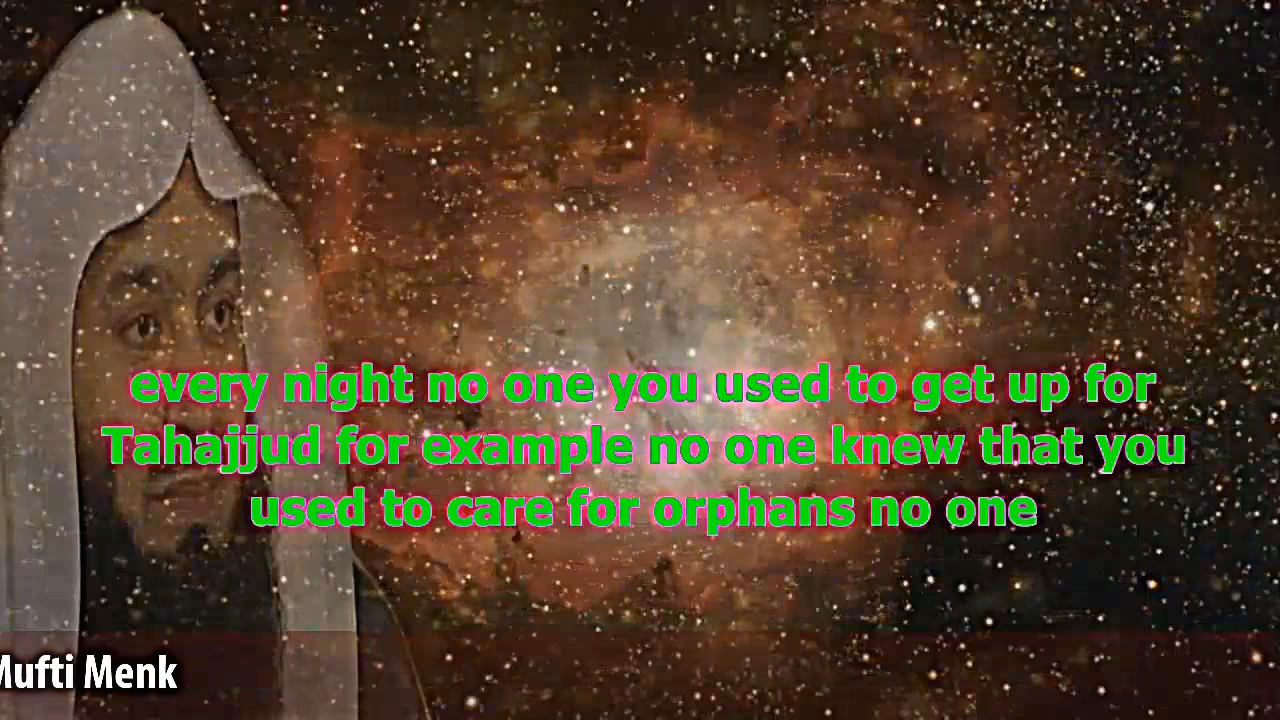 every night no one you used to get up for
Tahajjud for example no one knew that you
used to care for orphans no one
Mufti Menk